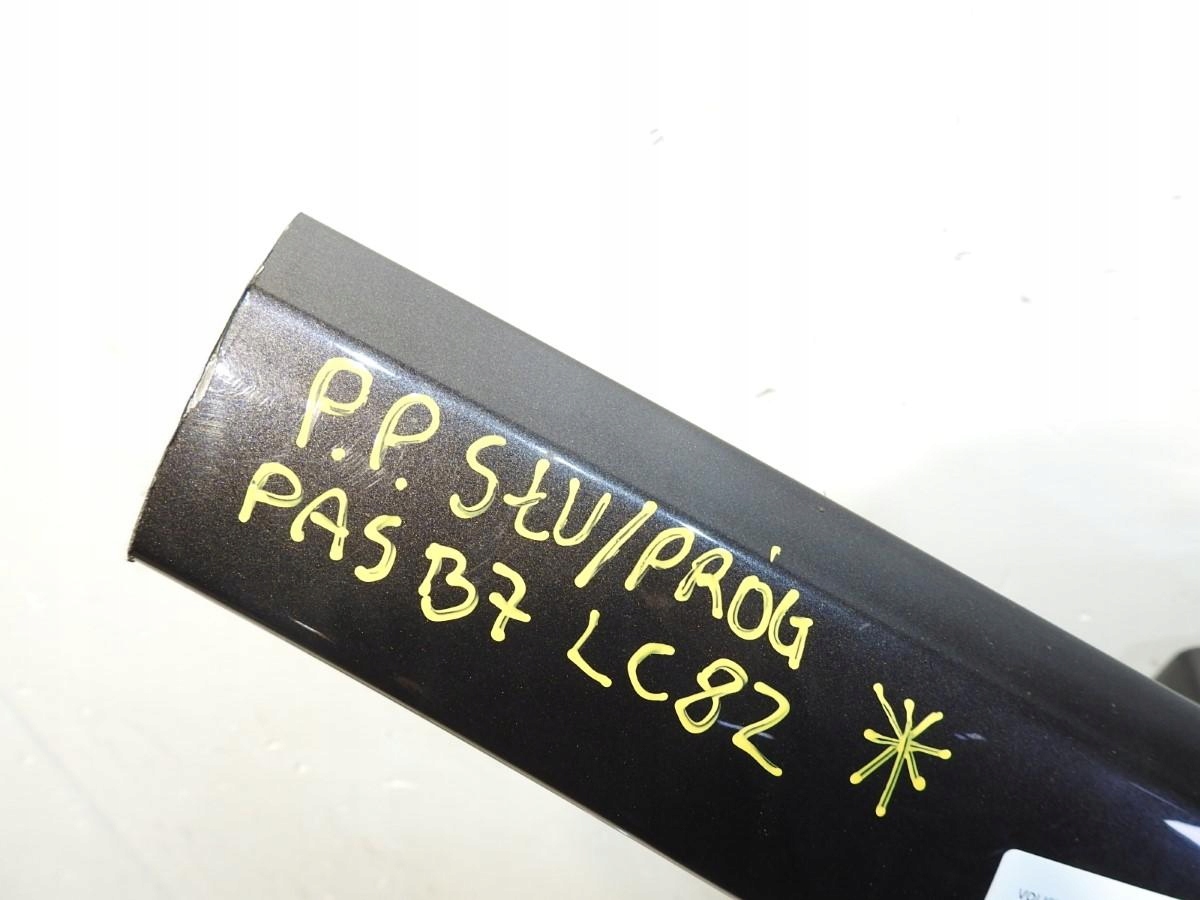 P.P. SŁU/PRÓG
PAS B7 LC8Z